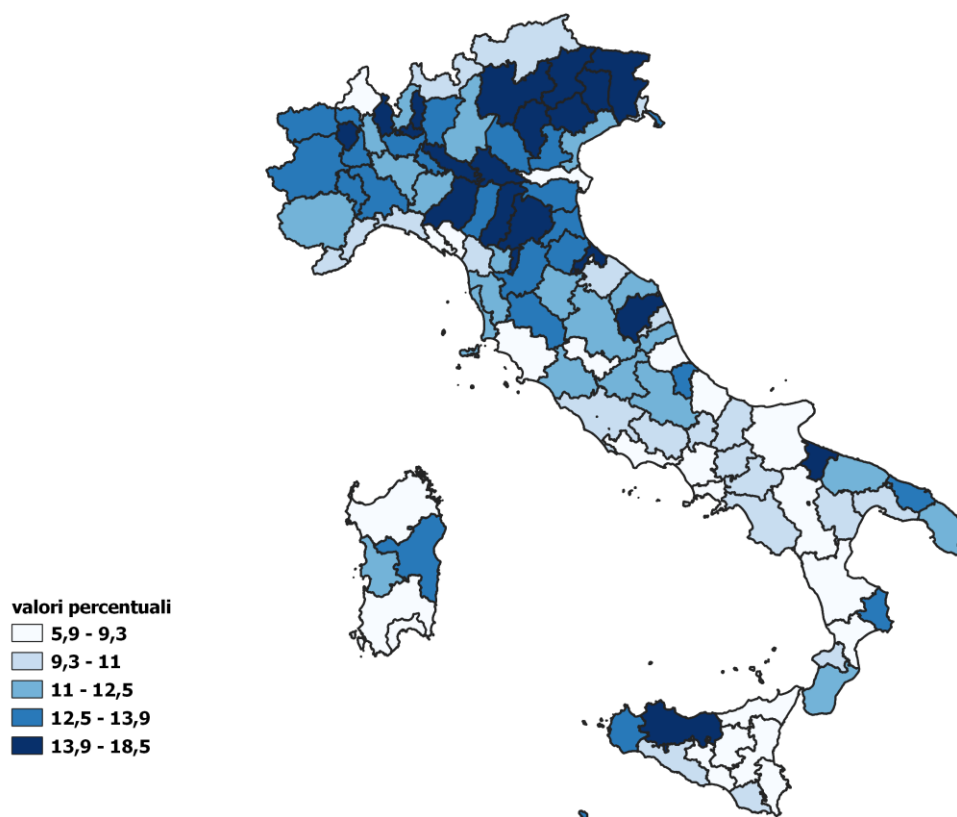 valori percentuali
5,9 - 9,3
9,3 - 11
11 - 12,5
12,5 - 13,9
13,9 - 18,5